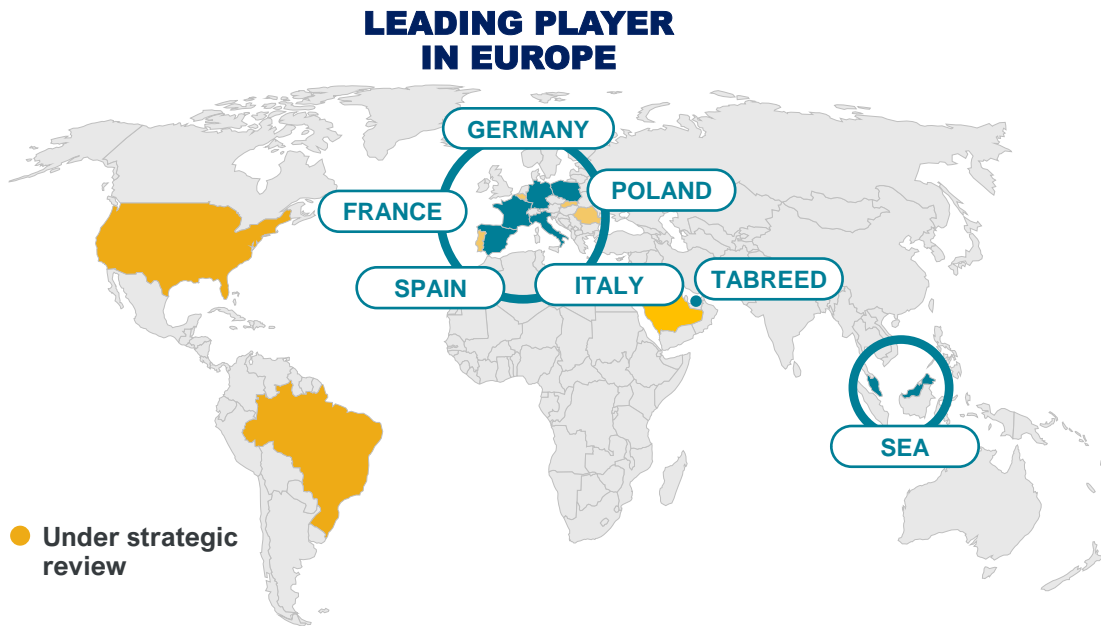 LEADING PLAYER
IN EUROPE
GERMANY
POLAND
FRANCE
SPAIN
ITALY
TABREED
SEA
Under strategic
review